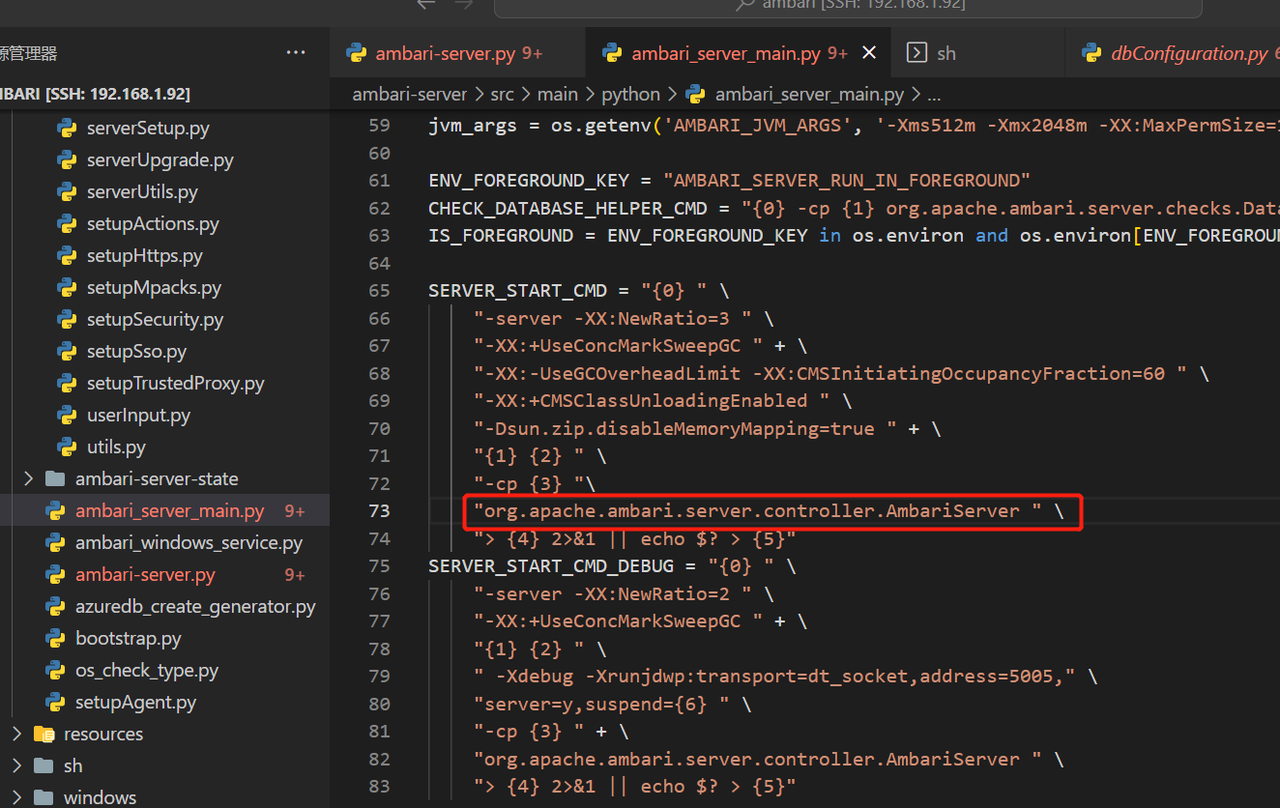 ambari [SSH: 192.168.1.92]
源管理器
ambari-server.py 9+
ambari_server_main.py 9+
sh
dbConfiguration.py
MBARI [SSH: 192.168.1.92]
ambari-server > src > main > python > ambari_server_main.py > ...
serverSetup.py
serverUpgrade.py
serverUtils.py
setupActions.py
setupHttps.py
setupMpacks.py
setupSecurity.py
setupSso.py
setupTrustedProxy.py
userInput.py
utils.py
ambari-server-state
ambari_server_main.py 9+
ambari_windows_service.py
ambari-server.py 9+
azuredb_create_generator.py
bootstrap.py
os_check_type.py
setupAgent.py
resources
sh
windows
59 jvm_args = os.getenv('AMBARI_JVM_ARGS', '-Xms512m -Xmx2048m -XX:MaxPermSize=
60
61 ENV_FOREGROUND_KEY = "AMBARI_SERVER_RUN_IN_FOREGROUND"
62 CHECK_DATABASE_HELPER_CMD = "{0} -cp {1} org.apache.ambari.server.checks.Data
63 IS_FOREGROUND = ENV_FOREGROUND_KEY in os.environ and os.environ[ENV_FOREGROUN
64
65 SERVER_START_CMD = "{0} " \
66 "-server -XX:NewRatio=3 " \
67 "-XX:+UseConcMarkSweepGC " + \
68 "-XX:-UseGCOverheadLimit -XX:CMSInitiatingOccupancyFraction=60 " \
69 "-XX:+CMSClassUnloadingEnabled " \
70 "-Dsun.zip.disableMemoryMapping=true " + \
71 "{1} {2} " \
72 "-cp {3} "\
73 "org.apache.ambari.server.controller.AmbariServer " \
74 "> {4} 2>&1 || echo $? > {5}"
75 SERVER_START_CMD_DEBUG = "{0} " \
76 "-server -XX:NewRatio=2 " \
77 "-XX:+UseConcMarkSweepGC " + \
78 "{1} {2} " \
79 " -Xdebug -Xrunjdwp:transport=dt_socket,address=5005," \
80 "server=y,suspend={6} " \
81 "-cp {3} " + \
82 "org.apache.ambari.server.controller.AmbariServer " \
83 "> {4} 2>&1 || echo $? > {5}"